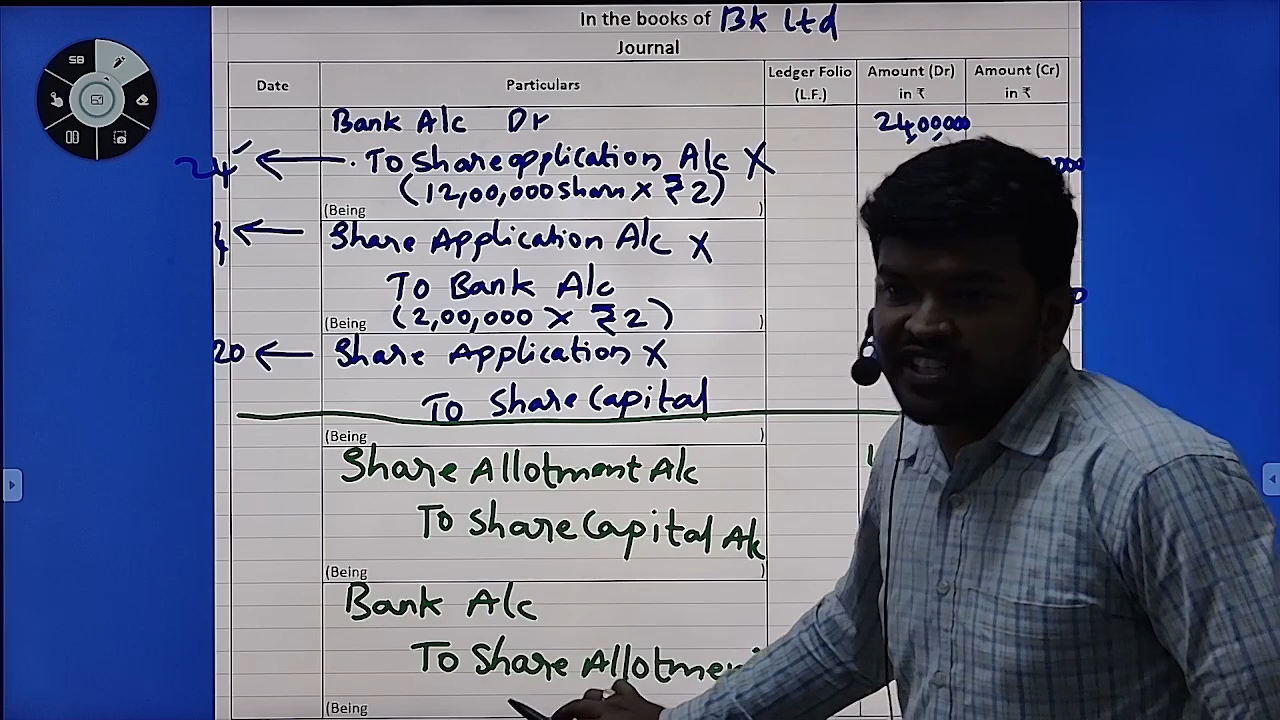 In the books of Bk Ltd
Journal
Date Particulars Ledger Folio (L.F.) Amount (Dr) in ₹ Amount (Cr) in ₹
Bank A/c Dr 24,00,000
24 To Share application A/c X
(12,00,000 Share x ₹2)
(Being )
4 Share Application A/c X
To Bank A/c
(Being (2,00,000 x ₹2) )
20 Share Application X
To Share Capital
(Being )
Share Allotment A/c
To Share Capital A/c
(Being )
Bank A/c
To Share Allotment
(Being